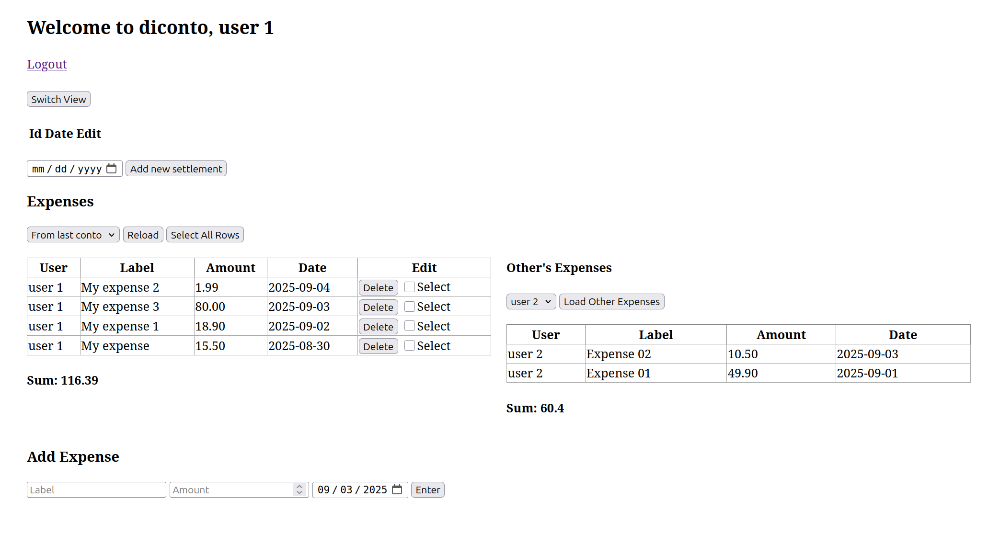 Welcome to diconto, user 1
Logout
Switch View
Id Date Edit
mm / dd / yyyy Add new settlement
Expenses
From last conto Reload Select All Rows
User Label Amount Date Edit
user 1 My expense 2 1.99 2025-09-04 Delete Select
user 1 My expense 3 80.00 2025-09-03 Delete Select
user 1 My expense 1 18.90 2025-09-02 Delete Select
user 1 My expense 15.50 2025-08-30 Delete Select
Sum: 116.39
Other's Expenses
user 2 Load Other Expenses
User Label Amount Date
user 2 Expense 02 10.50 2025-09-03
user 2 Expense 01 49.90 2025-09-01
Sum: 60.4
Add Expense
Label Amount 09 / 03 / 2025 Enter